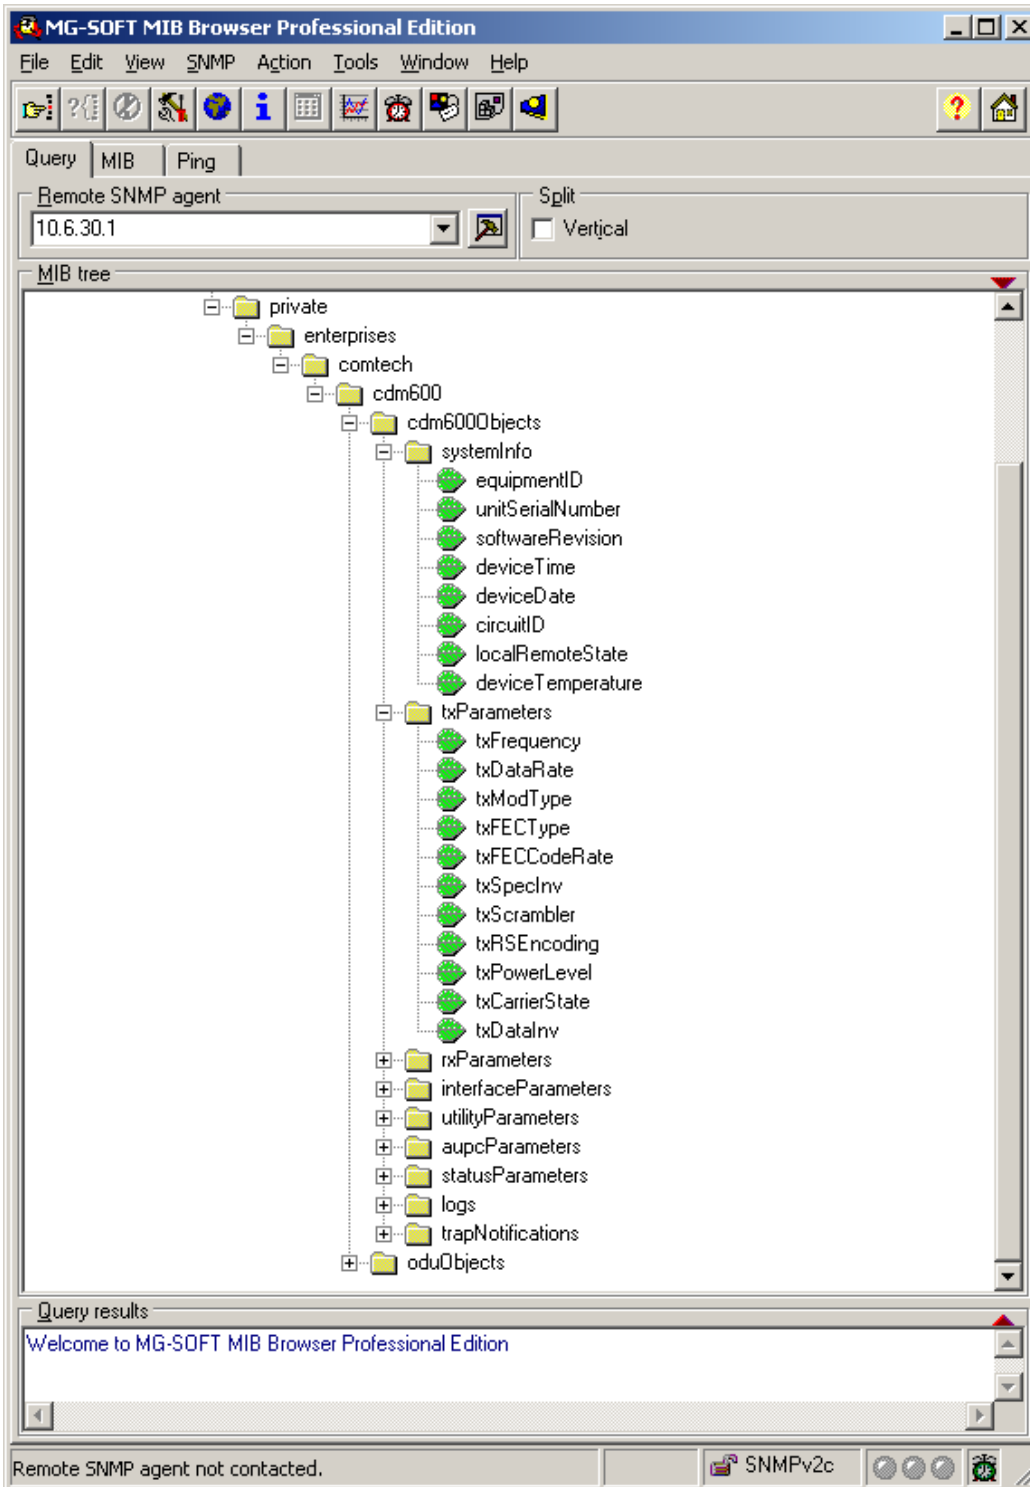 MG-SOFT MIB Browser Professional Edition
File Edit View SNMP Action Tools Window Help
Query MIB Ping
Remote SNMP agent
Split
10.6.30.1
Vertical
MIB tree
private
enterprises
comtech
cdm600
cdm600Objects
systemInfo
equipmentID
unitSerialNumber
softwareRevision
deviceTime
deviceDate
circuitID
localRemoteState
deviceTemperature
txParameters
txFrequency
txDataRate
txModType
txFECType
txFECCodeRate
txSpecInv
txScrambler
txRSEncoding
txPowerLevel
txCarrierState
txDataInv
rxParameters
interfaceParameters
utilityParameters
aupcParameters
statusParameters
logs
trapNotifications
oduObjects
Query results
Welcome to MG-SOFT MIB Browser Professional Edition
Remote SNMP agent not contacted.
SNMPv2c